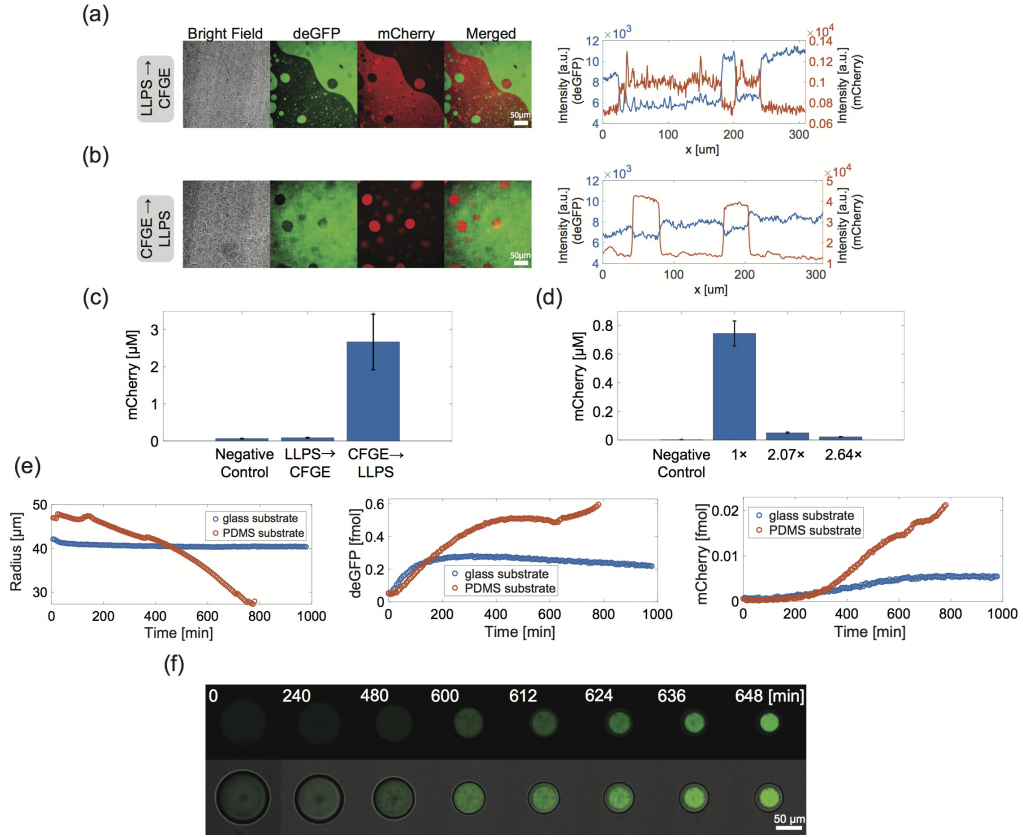 (a)
Bright Field deGFP mCherry Merged
LLPS →
CFGE
50μm
×10³ ×10⁴
12 0.14
10 0.12
8 0.10
6 0.08
4 0.06
Intensity [a.u.]
(deGFP)
Intensity [a.u.]
(mCherry)
0 100 200 300
x [um]
(b)
CFGE →
LLPS
50μm
×10³ ×10⁴
12 5
10 4
8 3
6 2
4 1
Intensity [a.u.]
(deGFP)
Intensity [a.u.]
(mCherry)
0 100 200 300
x [um]
(c)
mCherry [μM]
3
2
1
0
Negative
Control
LLPS→
CFGE
CFGE→
LLPS
(d)
mCherry [μM]
0.8
0.6
0.4
0.2
0
Negative
Control
1× 2.07× 2.64×
(e)
Radius [μm]
50
40
30
glass substrate
PDMS substrate
0 200 400 600 800 1000
Time [min]
deGFP [fmol]
0.6
0.4
0.2
0
glass substrate
PDMS substrate
0 200 400 600 800 1000
Time [min]
mCherry [fmol]
0.02
0.01
0
glass substrate
PDMS substrate
0 200 400 600 800 1000
Time [min]
(f)
0 240 480 600 612 624 636 648 [min]
50 μm